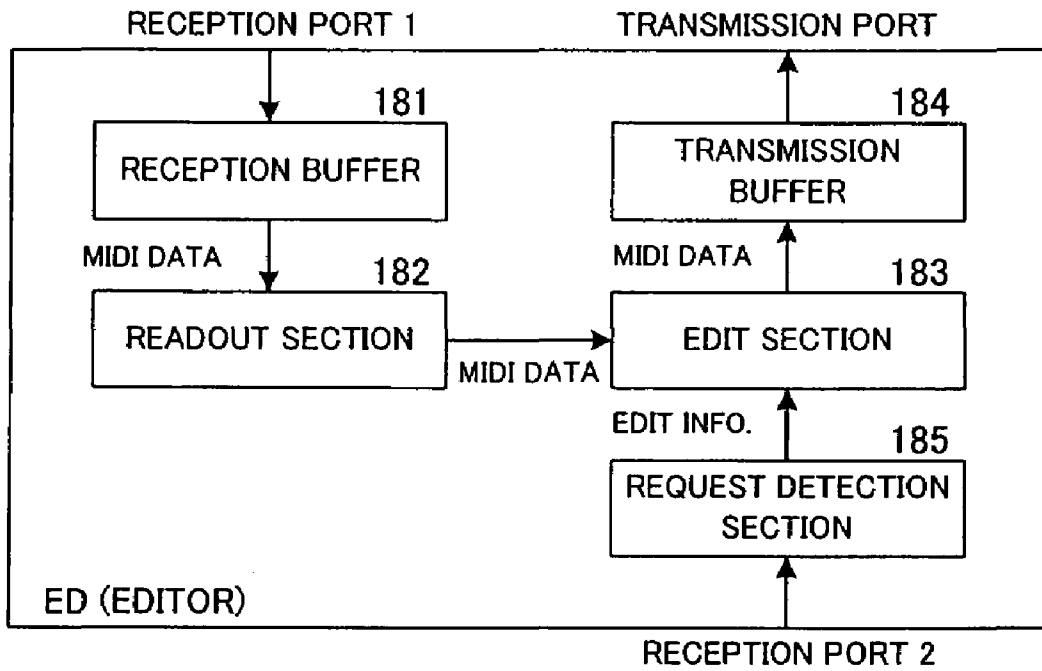 RECEPTION PORT 1
TRANSMISSION PORT
181
184
RECEPTION BUFFER
TRANSMISSION
BUFFER
MIDI DATA
182
MIDI DATA
183
READOUT SECTION
EDIT SECTION
MIDI DATA
EDIT INFO.
185
REQUEST DETECTION
SECTION
ED (EDITOR)
RECEPTION PORT 2